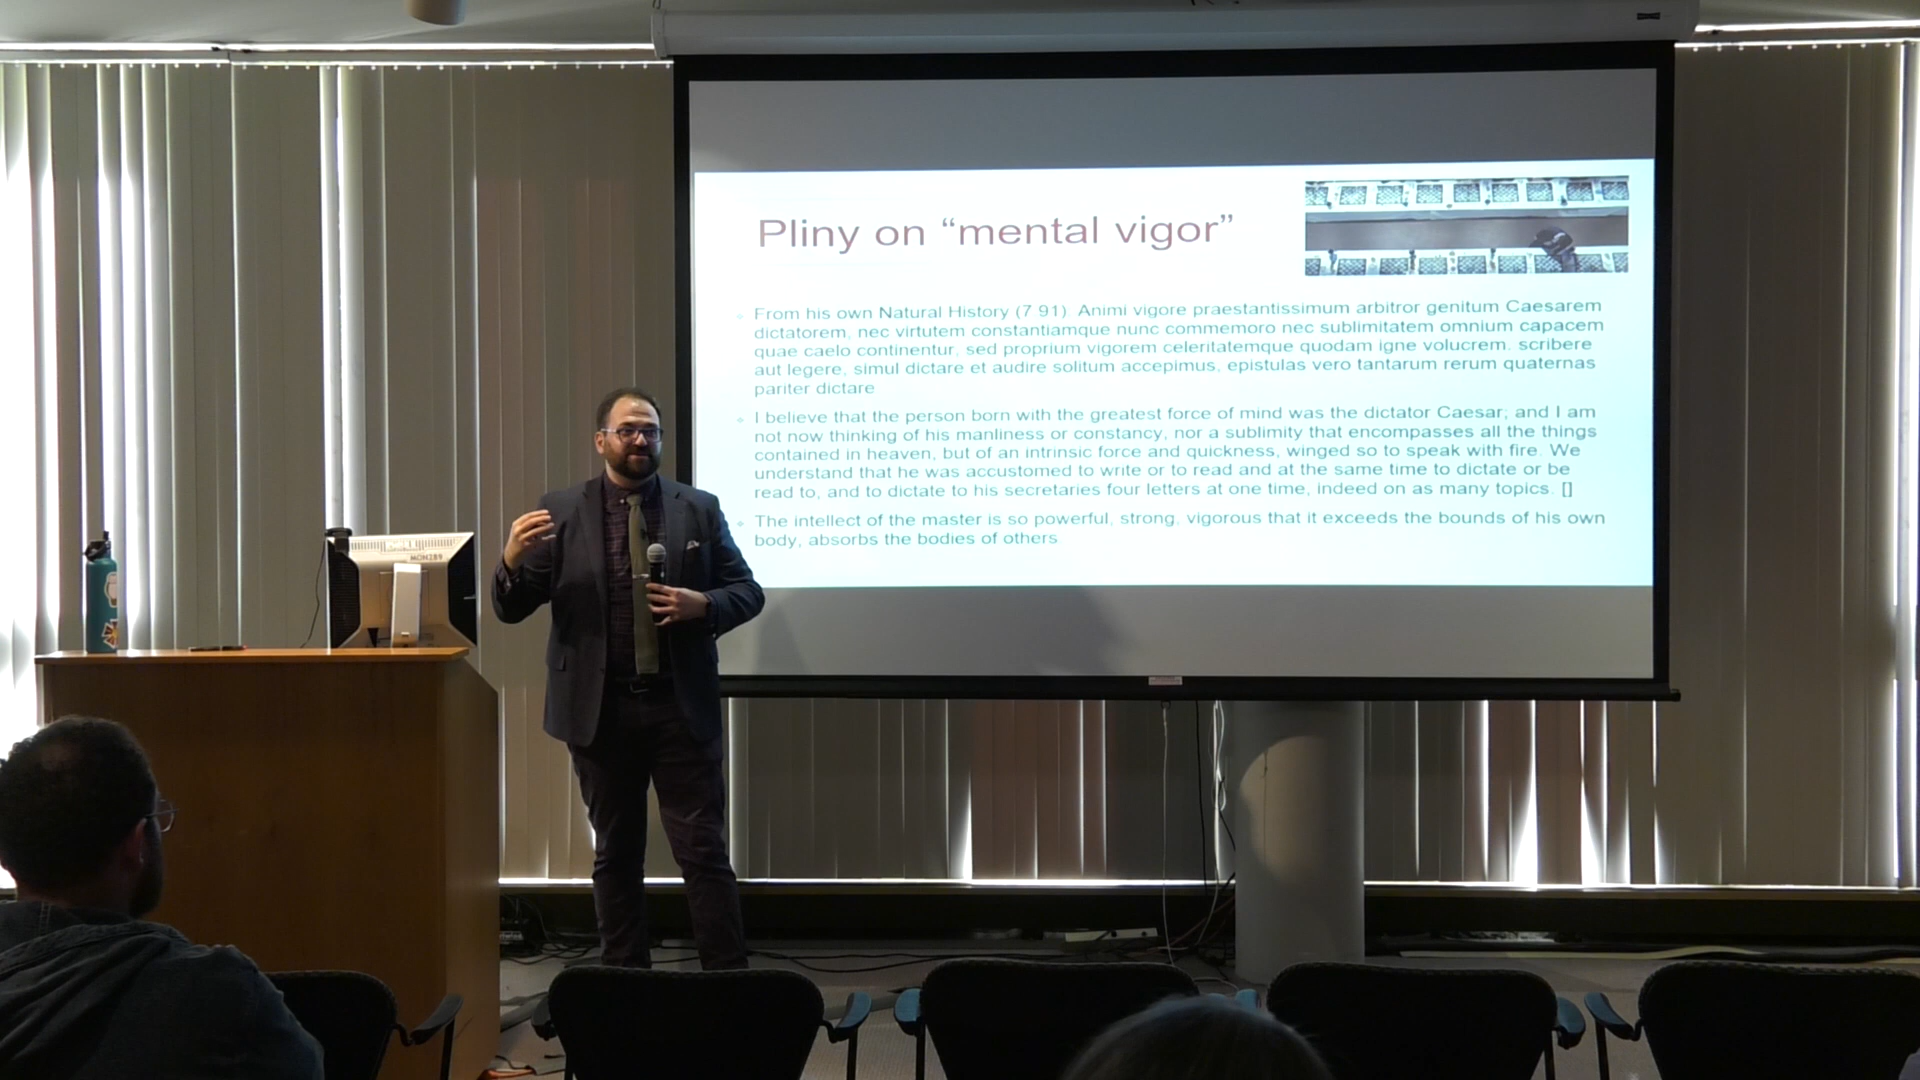 Pliny on “mental vigor”
From his own Natural History (7 91) Animi vigore praestantissimum arbitror genitum Caesarem
dictatorem, nec virtutem constantiamque nunc commemoro nec sublimitatem omnium capacem
quae caelo continentur, sed proprium vigorem celeritatemque quodam igne volucrem. scribere
aut legere, simul dictare et audire solitum accepimus, epistulas vero tantarum rerum quaternas
pariter dictare
I believe that the person born with the greatest force of mind was the dictator Caesar; and I am
not now thinking of his manliness or constancy, nor a sublimity that encompasses all the things
contained in heaven, but of an intrinsic force and quickness, winged so to speak with fire. We
understand that he was accustomed to write or to read and at the same time to dictate or be
read to, and to dictate to his secretaries four letters at one time, indeed on as many topics. []
The intellect of the master is so powerful, strong, vigorous that it exceeds the bounds of his own
body, absorbs the bodies of others